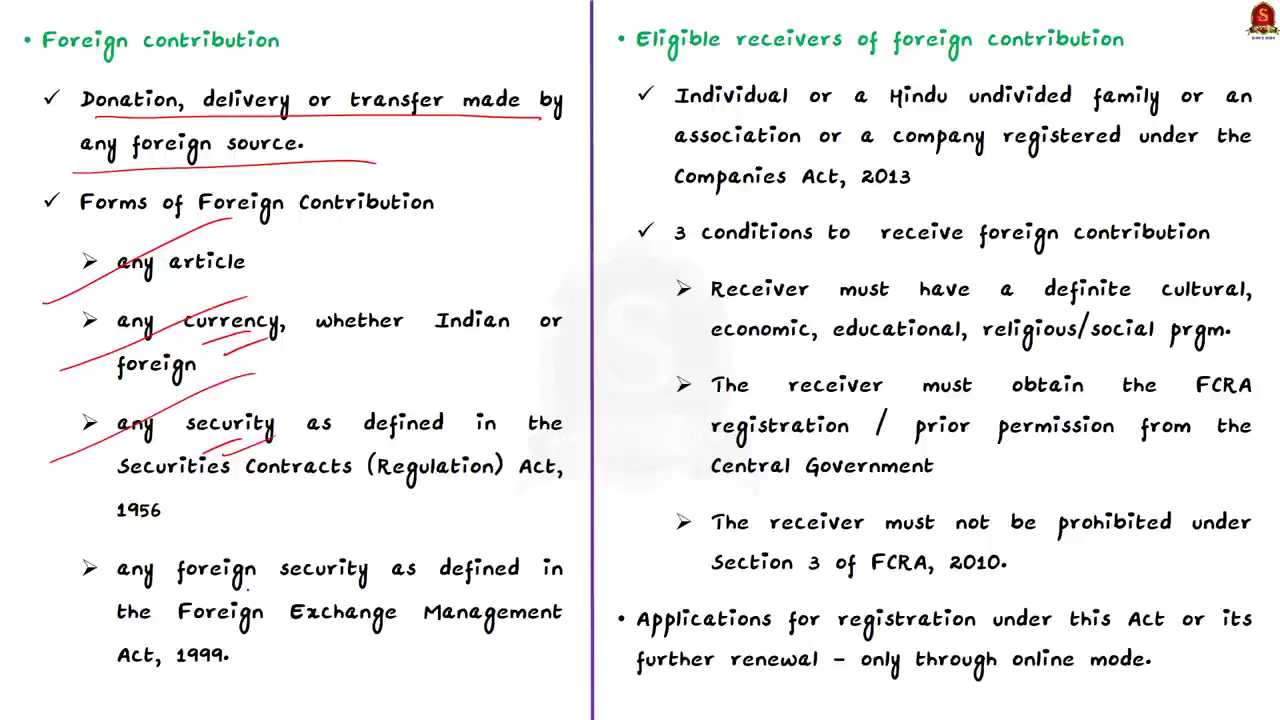 • Foreign contribution
✓ Donation, delivery or transfer made by
any foreign source.
✓ Forms of Foreign Contribution
➢ any article
➢ any currency, whether Indian or
foreign
➢ any security as defined in the
Securities Contracts (Regulation) Act,
1956
➢ any foreign security as defined in
the Foreign Exchange Management
Act, 1999.
• Eligible receivers of foreign contribution
✓ Individual or a Hindu undivided family or an
association or a company registered under the
Companies Act, 2013
✓ 3 conditions to receive foreign contribution
➢ Receiver must have a definite cultural,
economic, educational, religious/social prgm.
➢ The receiver must obtain the FCRA
registration / prior permission from the
Central Government
➢ The receiver must not be prohibited under
Section 3 of FCRA, 2010.
• Applications for registration under this Act or its
further renewal – only through online mode.
S
SINCE 2004